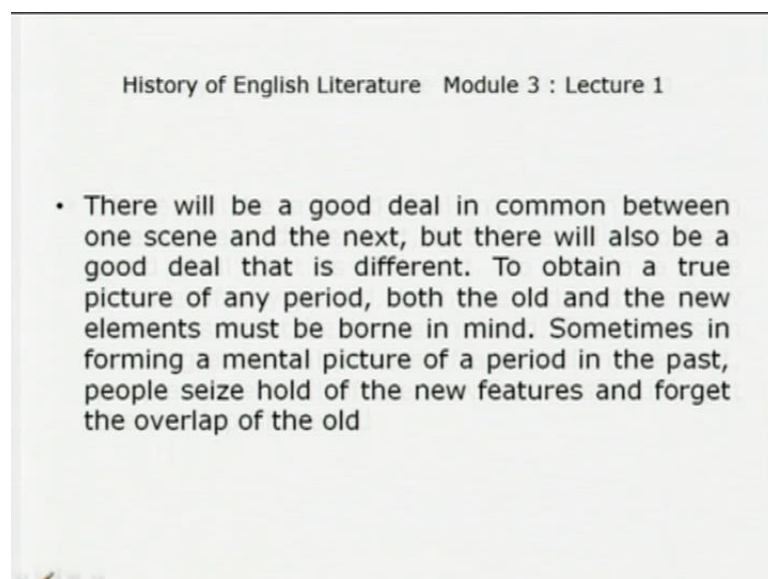 History of English Literature Module 3 : Lecture 1
• There will be a good deal in common between
one scene and the next, but there will also be a
good deal that is different. To obtain a true
picture of any period, both the old and the new
elements must be borne in mind. Sometimes in
forming a mental picture of a period in the past,
people seize hold of the new features and forget
the overlap of the old